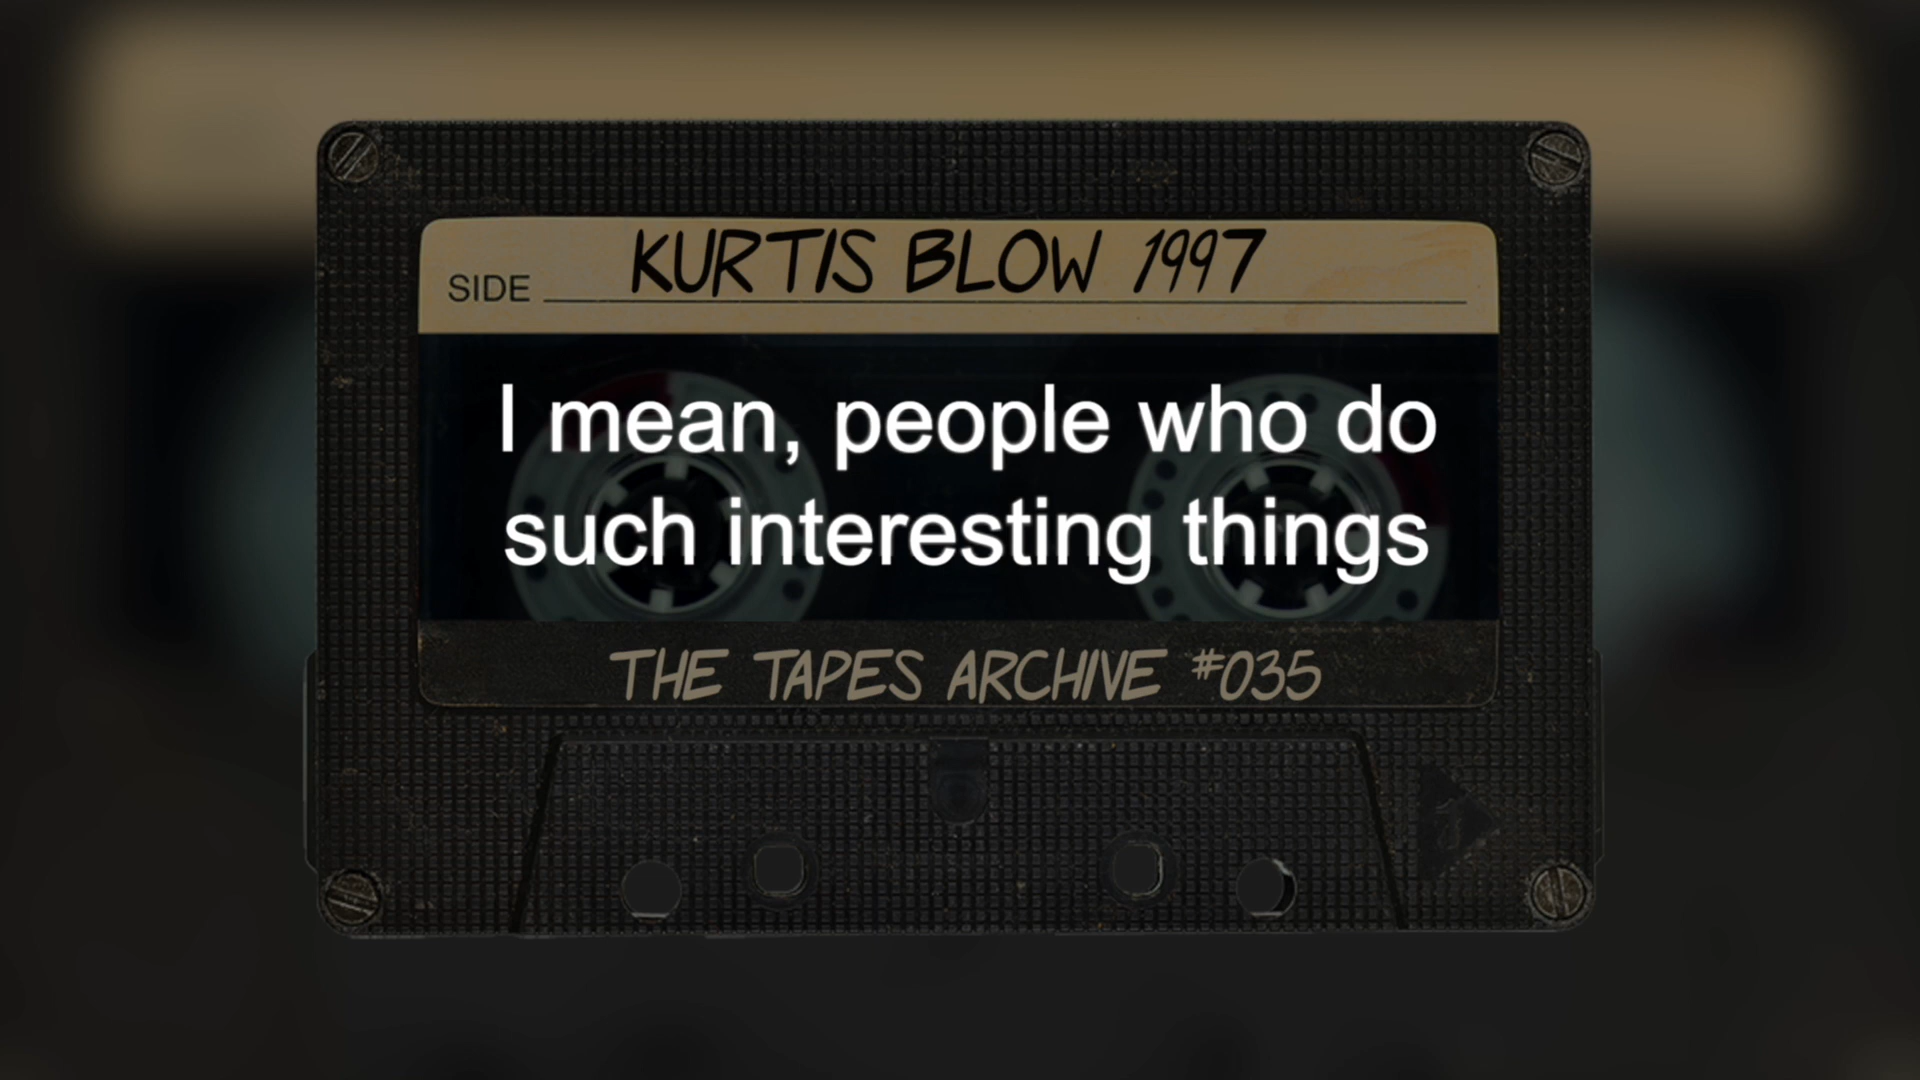 KURTIS BLOW 1997
SIDE
I mean, people who do
such interesting things
THE TAPES ARCHIVE #035